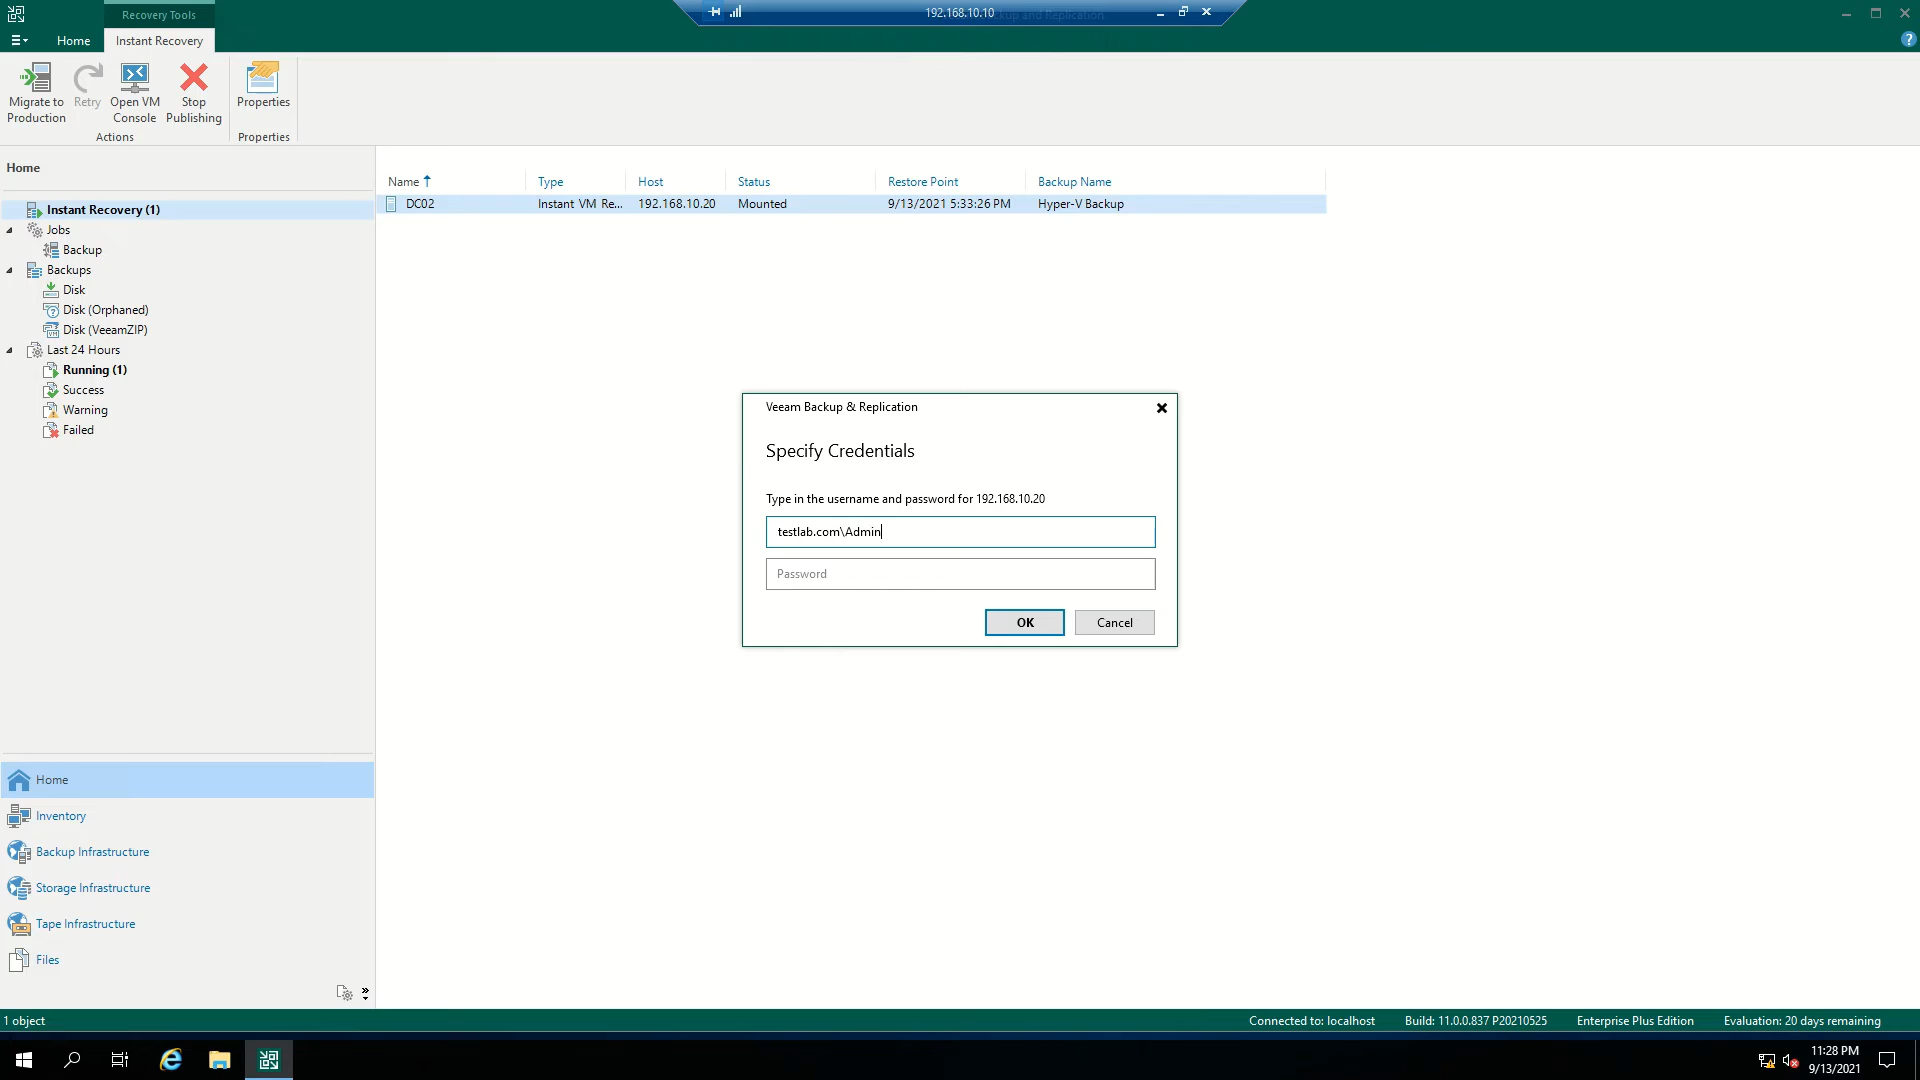 Recovery Tools
192.168.10.10
ckup and Replication
Home
Instant Recovery
Migrate to Production
Retry
Open VM Console
Stop Publishing
Properties
Actions
Properties
Home
Name
Type
Host
Status
Restore Point
Backup Name
DC02
Instant VM Re...
192.168.10.20
Mounted
9/13/2021 5:33:26 PM
Hyper-V Backup
Instant Recovery (1)
Jobs
Backup
Backups
Disk
Disk (Orphaned)
Disk (VeeamZIP)
Last 24 Hours
Running (1)
Success
Warning
Failed
Veeam Backup & Replication
Specify Credentials
Type in the username and password for 192.168.10.20
testlab.com\Admin
Password
OK
Cancel
Home
Inventory
Backup Infrastructure
Storage Infrastructure
Tape Infrastructure
Files
1 object
Connected to: localhost
Build: 11.0.0.837 P20210525
Enterprise Plus Edition
Evaluation: 20 days remaining
11:28 PM
9/13/2021